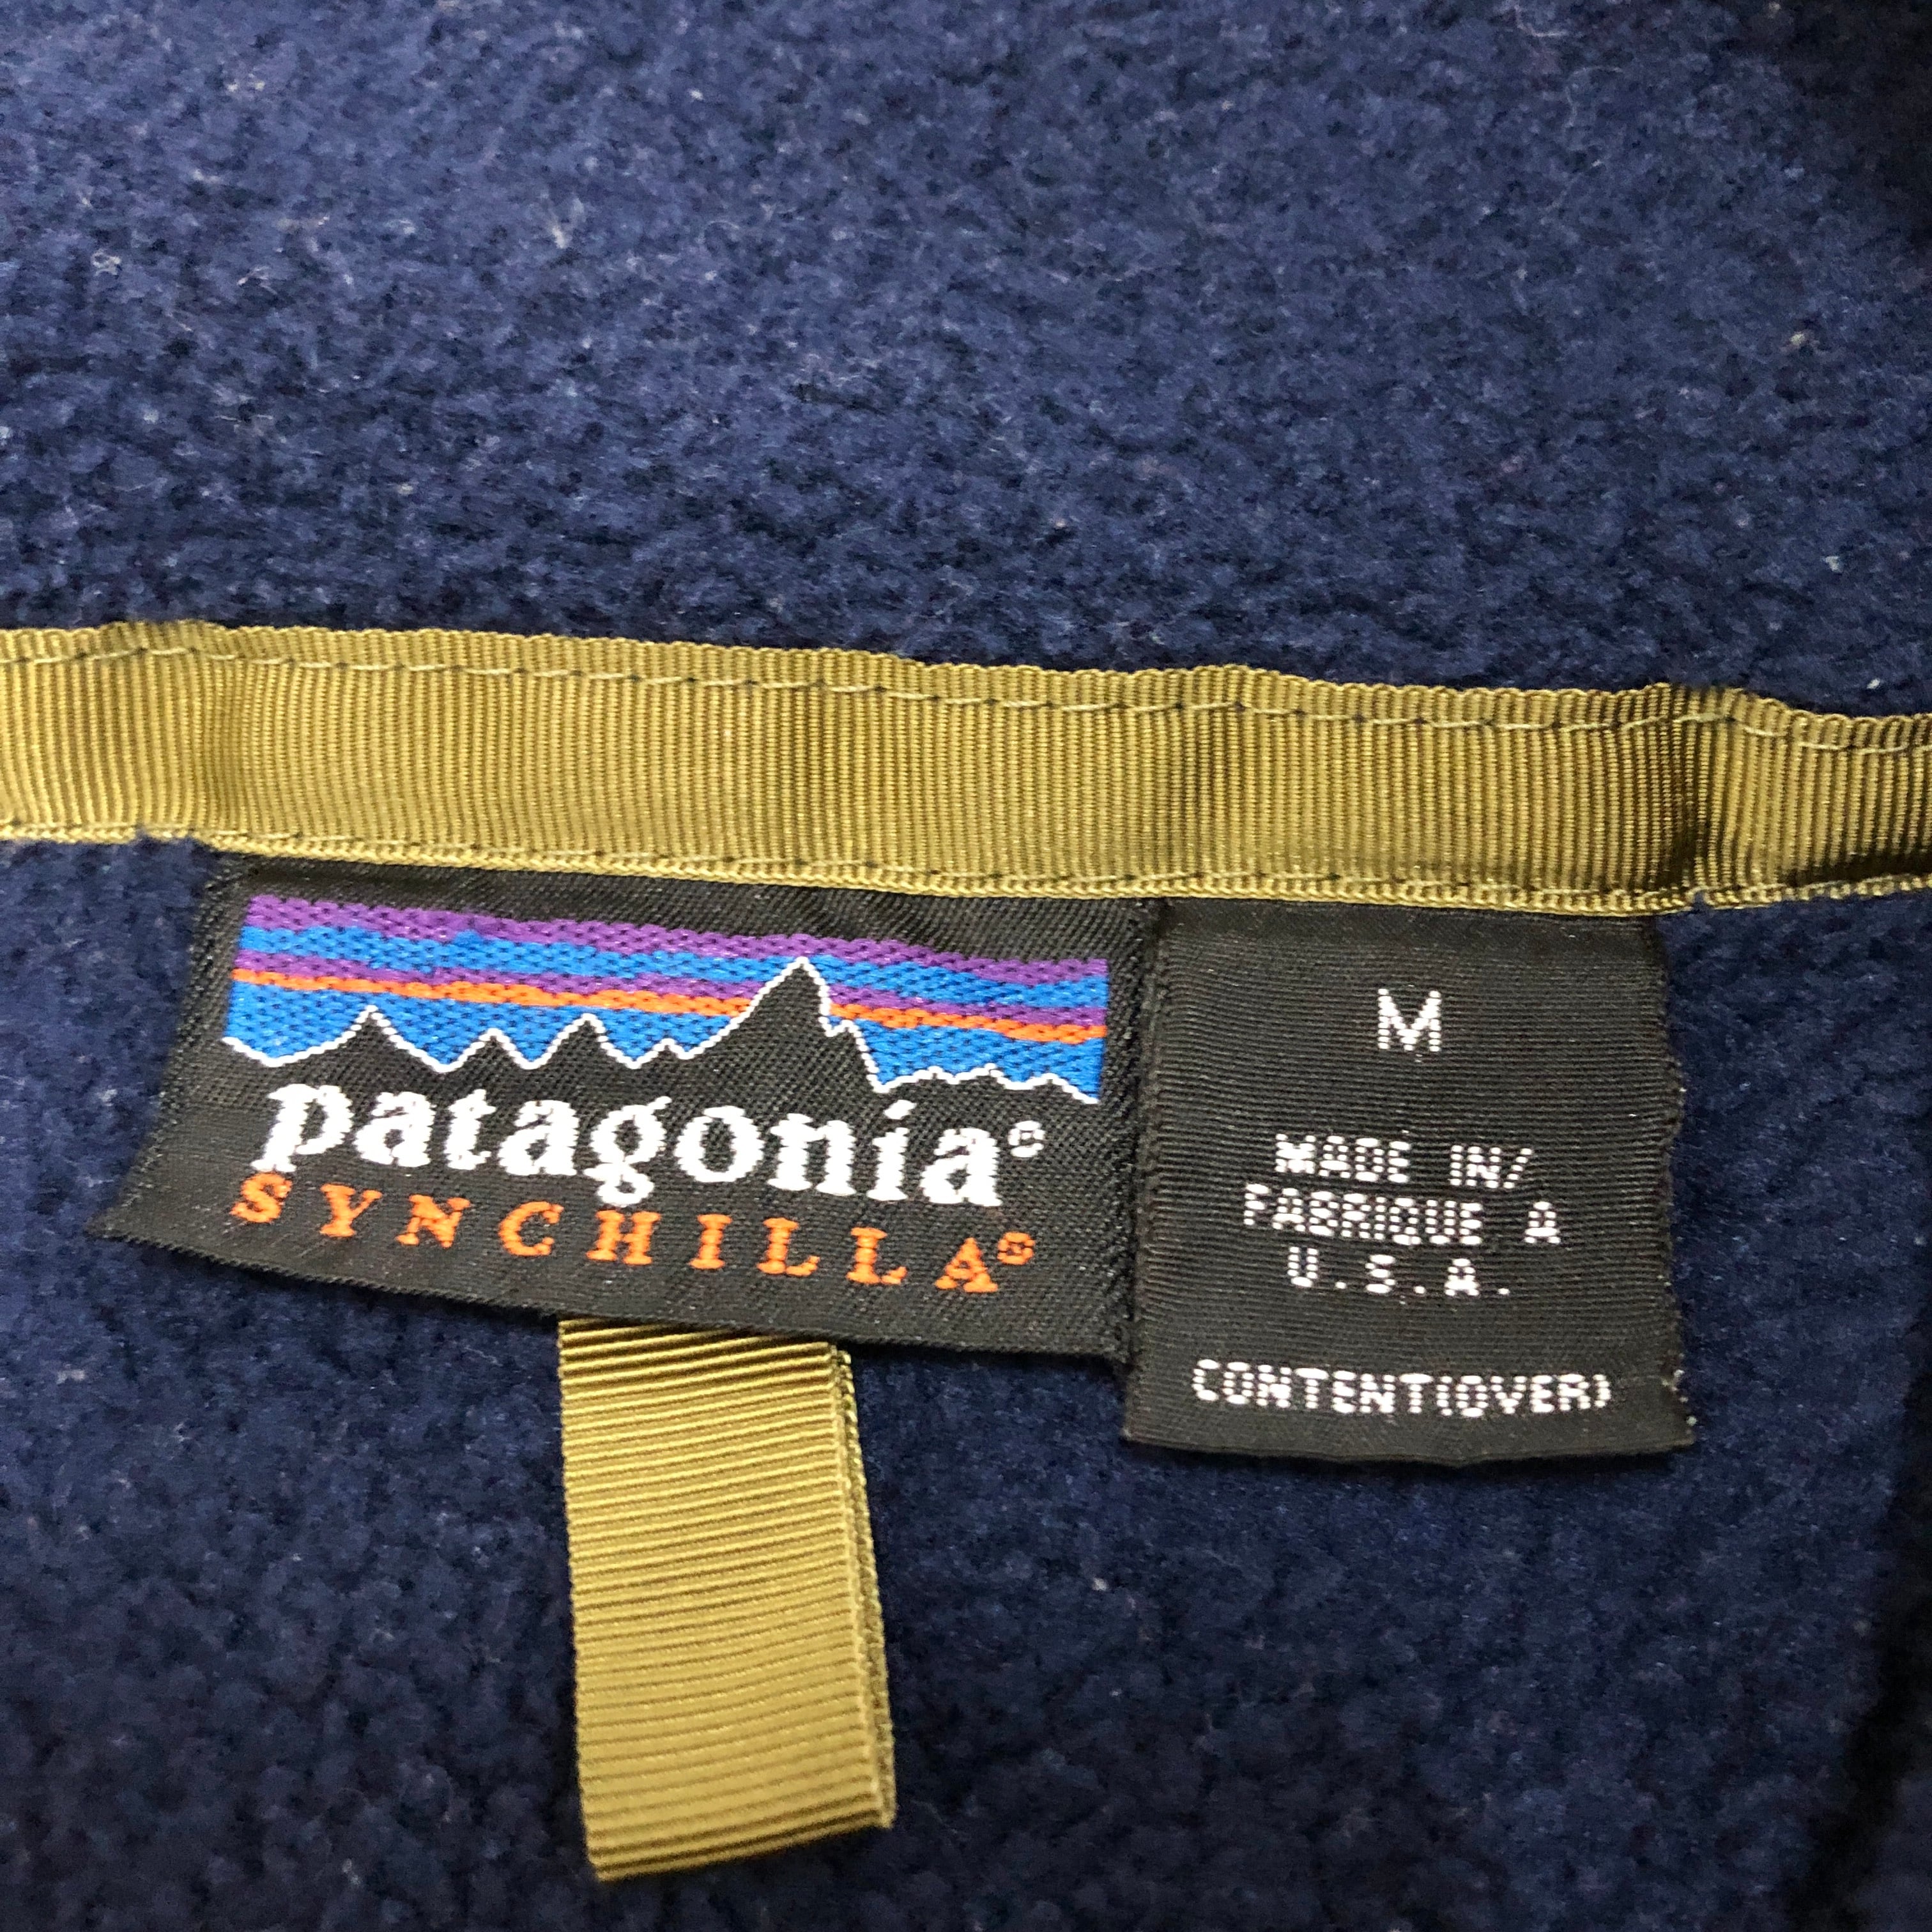 patagonia®
SYNCHILLA®
M
MADE IN/
FABRIQUE A
U.S.A.
CONTENT(OVER)